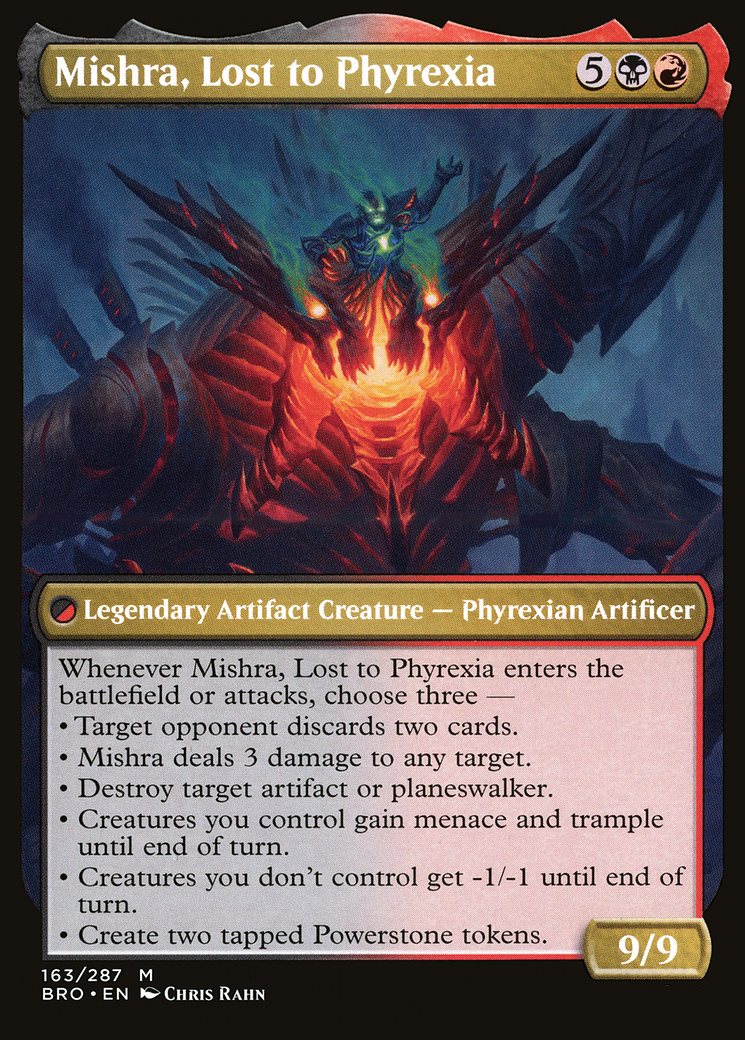 Mishra, Lost to Phyrexia 5
Legendary Artifact Creature — Phyrexian Artificer
Whenever Mishra, Lost to Phyrexia enters the
battlefield or attacks, choose three —
• Target opponent discards two cards.
• Mishra deals 3 damage to any target.
• Destroy target artifact or planeswalker.
• Creatures you control gain menace and trample
until end of turn.
• Creatures you don't control get -1/-1 until end of
turn.
• Create two tapped Powerstone tokens.
9/9
163/287 M
BRO • EN Chris Rahn